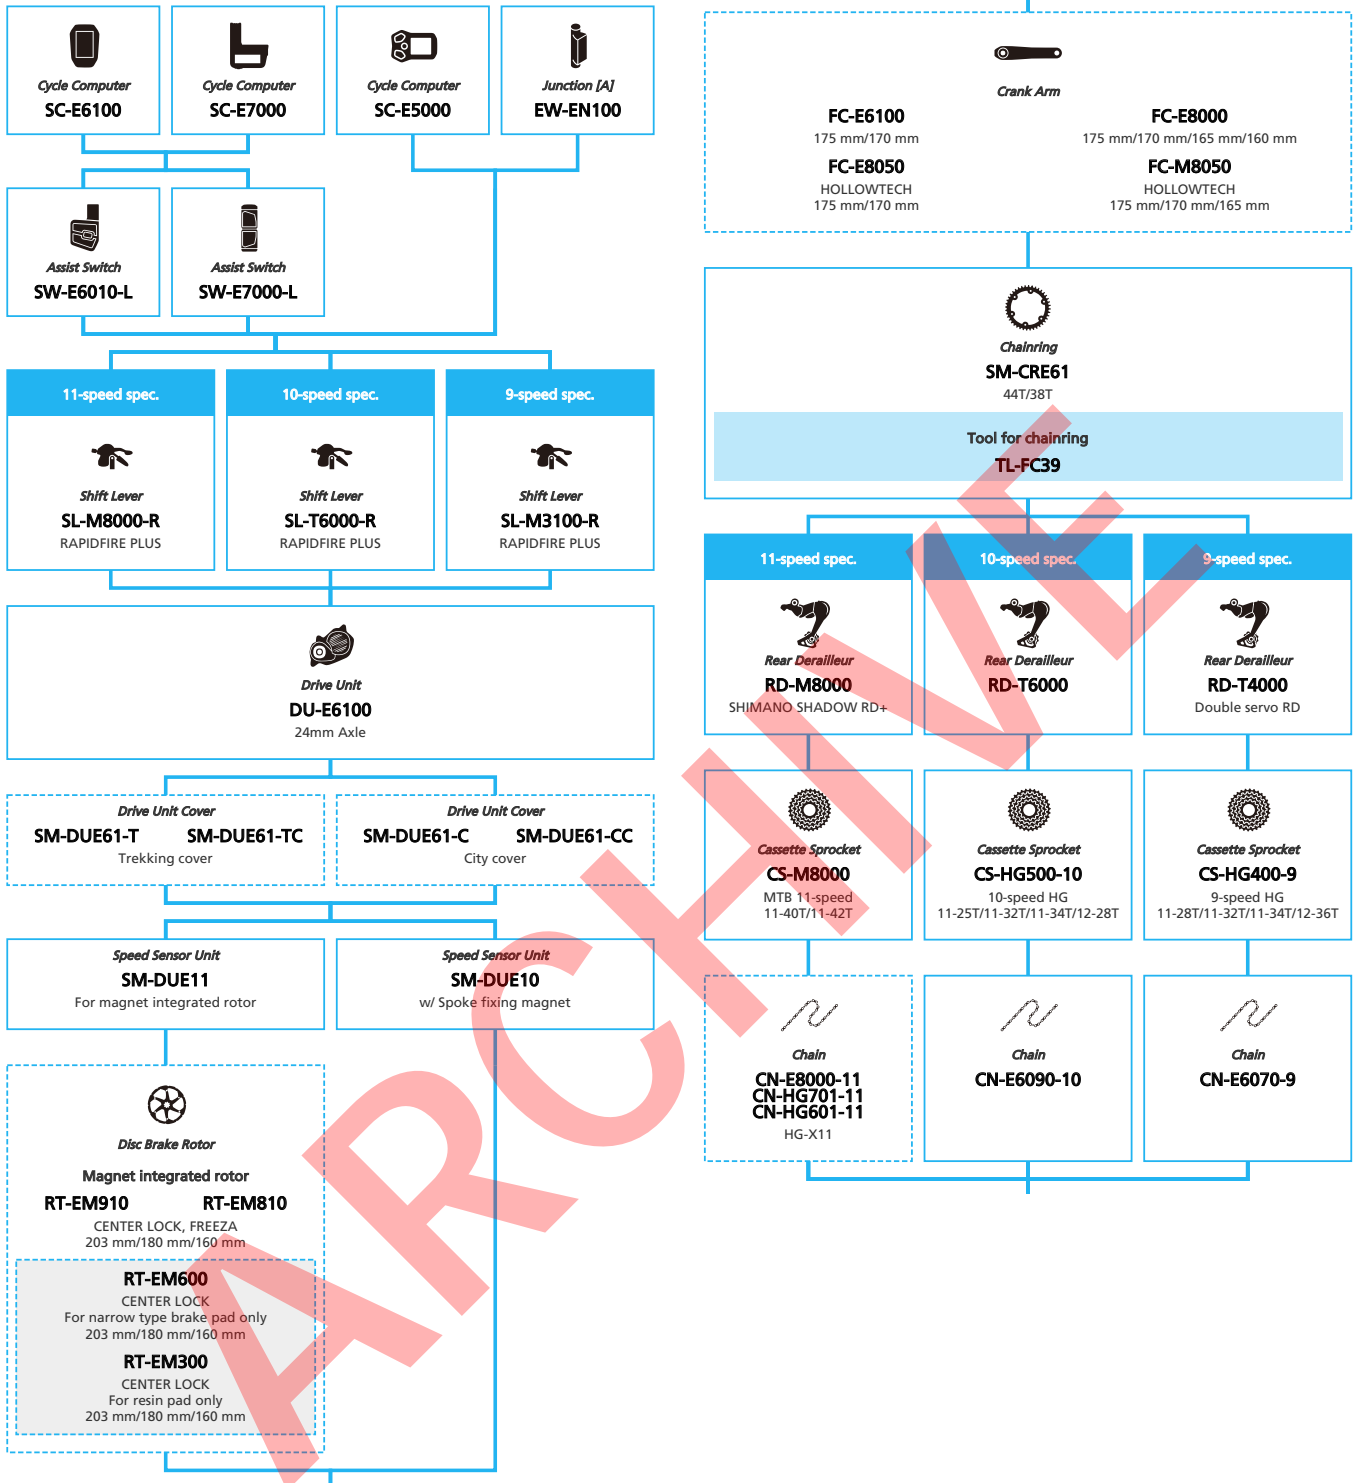 Cycle Computer
SC-E6100
Cycle Computer
SC-E7000
Cycle Computer
SC-E5000
Junction [A]
EW-EN100
Assist Switch
SW-E6010-L
Assist Switch
SW-E7000-L
11-speed spec.
Shift Lever
SL-M8000-R
RAPIDFIRE PLUS
10-speed spec.
Shift Lever
SL-T6000-R
RAPIDFIRE PLUS
9-speed spec.
Shift Lever
SL-M3100-R
RAPIDFIRE PLUS
Drive Unit
DU-E6100
24mm Axle
Drive Unit Cover
SM-DUE61-T SM-DUE61-TC
Trekking cover
Drive Unit Cover
SM-DUE61-C SM-DUE61-CC
City cover
Speed Sensor Unit
SM-DUE11
For magnet integrated rotor
Speed Sensor Unit
SM-DUE10
w/ Spoke fixing magnet
Disc Brake Rotor
Magnet integrated rotor
RT-EM910 RT-EM810
CENTER LOCK, FREEZA
203 mm/180 mm/160 mm
RT-EM600
CENTER LOCK
For narrow type brake pad only
203 mm/180 mm/160 mm
RT-EM300
CENTER LOCK
For resin pad only
203 mm/180 mm/160 mm
Crank Arm
FC-E6100
175 mm/170 mm
FC-E8000
175 mm/170 mm/165 mm/160 mm
FC-E8050
HOLLOWTECH
175 mm/170 mm
FC-M8050
HOLLOWTECH
175 mm/170 mm/165 mm
Chainring
SM-CRE61
44T/38T
Tool for chainring
TL-FC39
11-speed spec.
Rear Derailleur
RD-M8000
SHIMANO SHADOW RD+
10-speed spec.
Rear Derailleur
RD-T6000
9-speed spec.
Rear Derailleur
RD-T4000
Double servo RD
Cassette Sprocket
CS-M8000
MTB 11-speed
11-40T/11-42T
Cassette Sprocket
CS-HG500-10
10-speed HG
11-25T/11-32T/11-34T/12-28T
Cassette Sprocket
CS-HG400-9
9-speed HG
11-28T/11-32T/11-34T/12-36T
Chain
CN-E8000-11
CN-HG701-11
CN-HG601-11
HG-X11
Chain
CN-E6090-10
Chain
CN-E6070-9
ARCHIVE